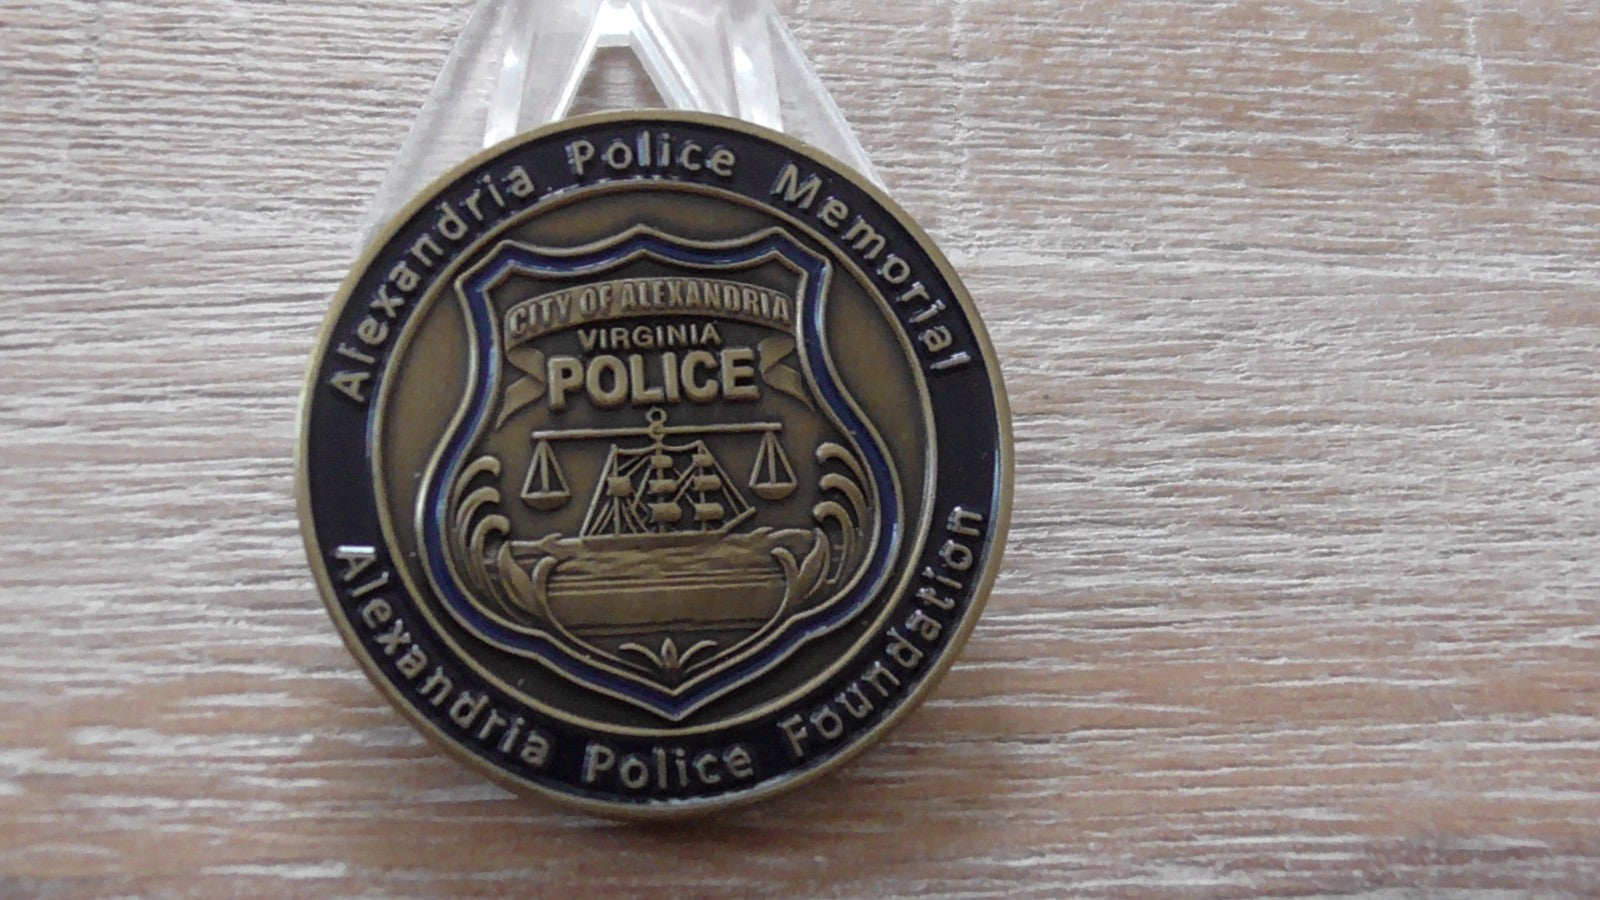 Alexandria Police Memorial
CITY OF ALEXANDRIA
VIRGINIA
POLICE
Alexandria Police Foundation